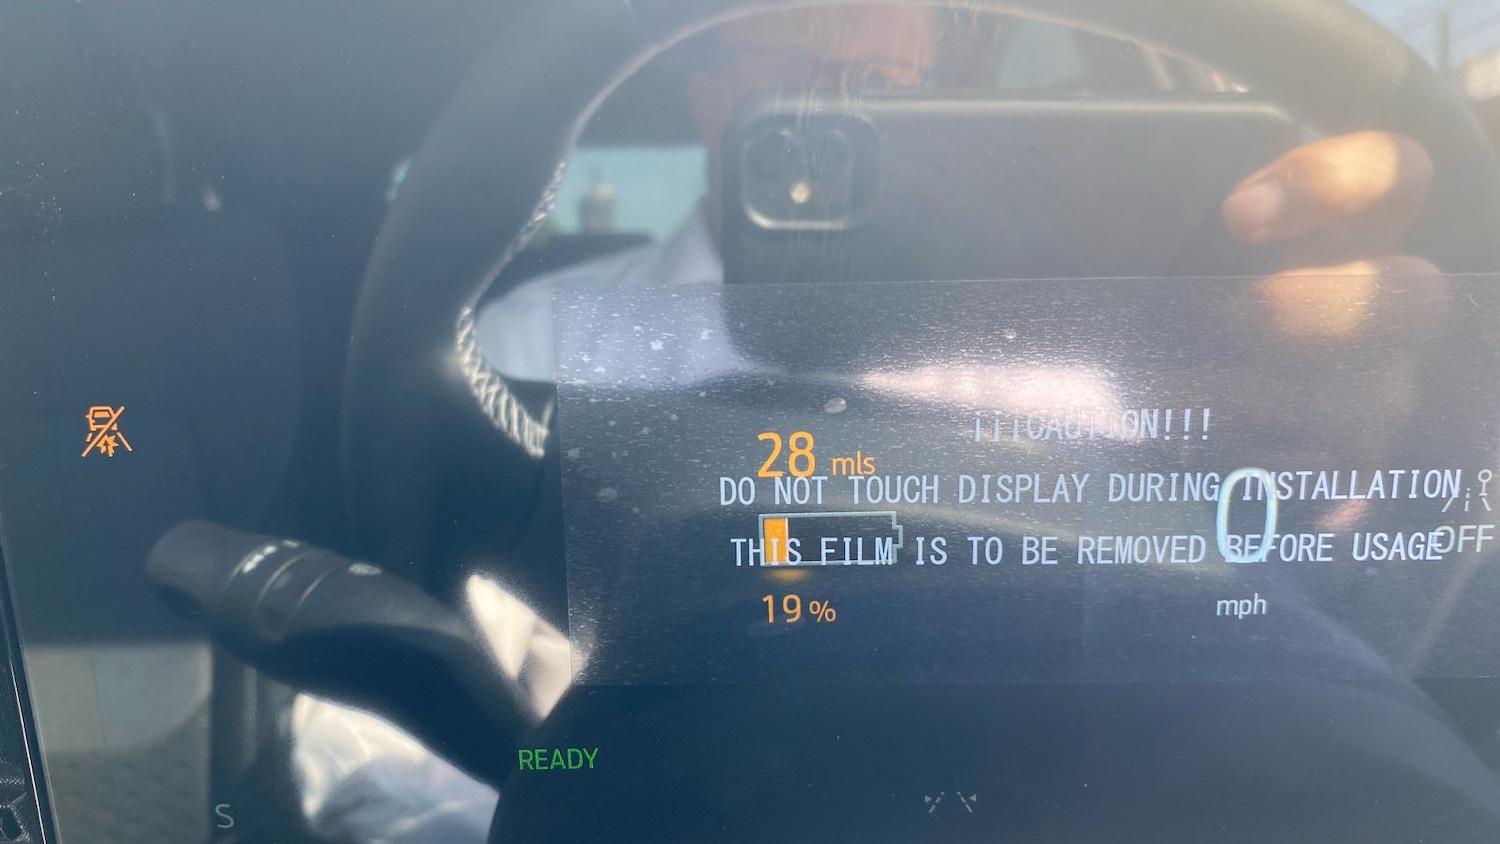 ¡¡¡CAUTION!!!
28 mls
DO NOT TOUCH DISPLAY DURING INSTALLATION
0
OFF
THIS FILM IS TO BE REMOVED BEFORE USAGE
19 %
mph
READY
S